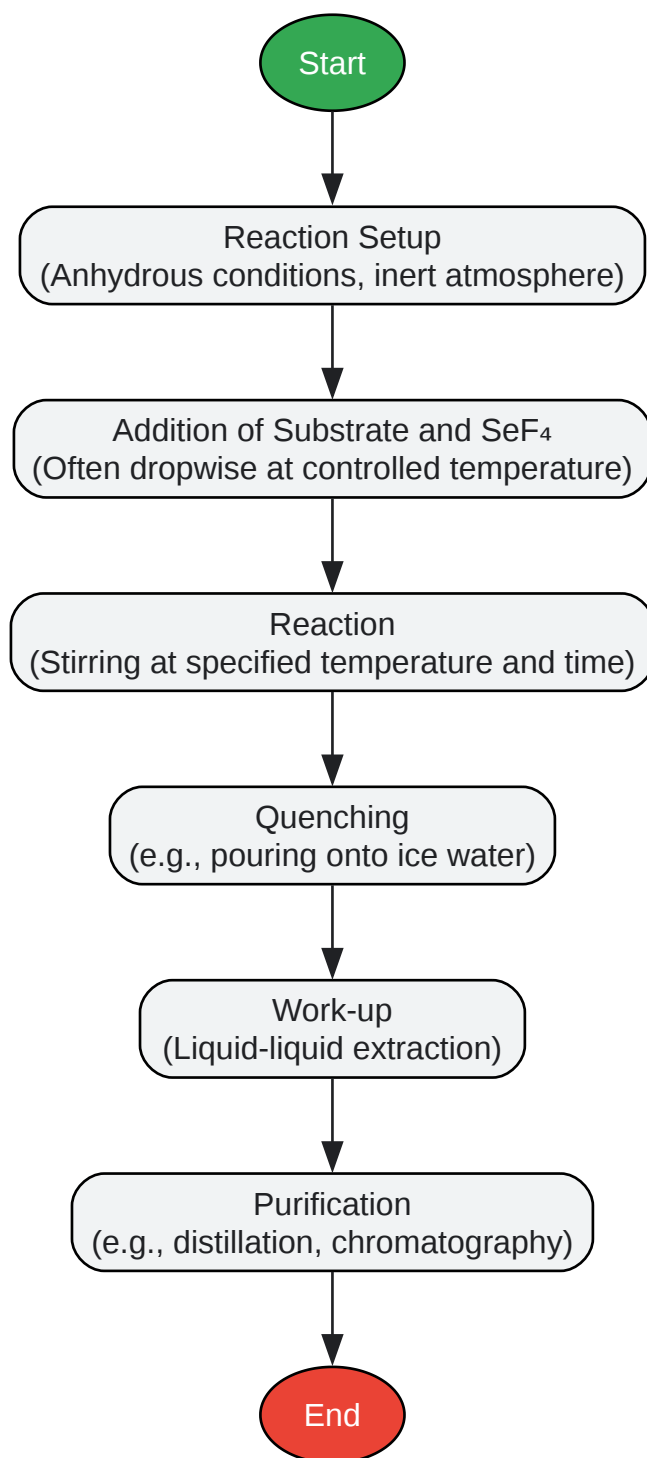 Start
Reaction Setup
(Anhydrous conditions, inert atmosphere)
Addition of Substrate and SeF₄
(Often dropwise at controlled temperature)
Reaction
(Stirring at specified temperature and time)
Quenching
(e.g., pouring onto ice water)
Work-up
(Liquid-liquid extraction)
Purification
(e.g., distillation, chromatography)
End